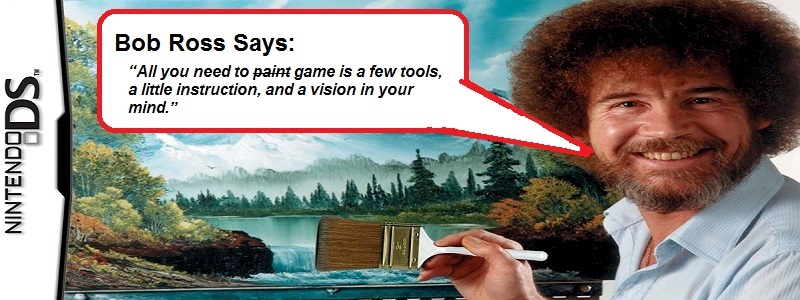 NINTENDO DS™
Bob Ross Says:
“All you need to ~~paint~~ game is a few tools,
a little instruction, and a vision in your
mind.”